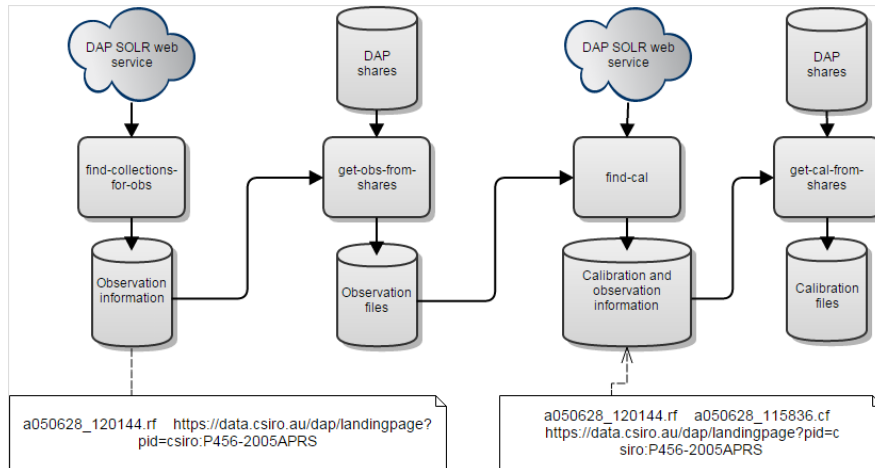 DAP SOLR web
service
DAP
shares
DAP SOLR web
service
DAP
shares
find-collections-
for-obs
get-obs-from-
shares
find-cal
get-cal-from-
shares
Observation
information
Observation
files
Calibration and
observation
information
Calibration
files
a050628_120144.rf https://data.csiro.au/dap/landingpage?
pid=csiro:P456-2005APRS
a050628_120144.rf a050628_115836.cf
https://data.csiro.au/dap/landingpage?pid=c
siro:P456-2005APRS